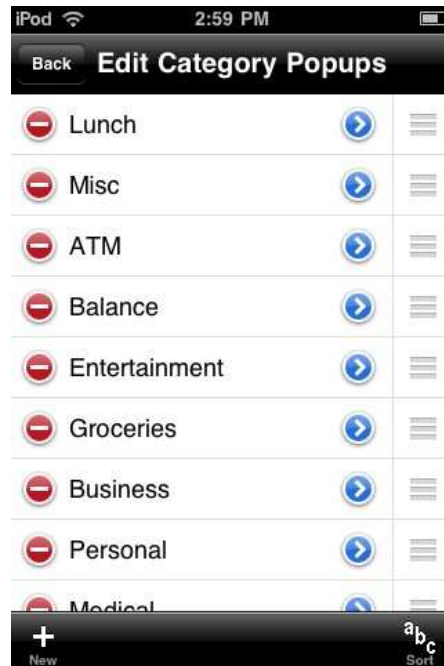 iPod 2:59 PM
Back Edit Category Popups
Lunch
Misc
ATM
Balance
Entertainment
Groceries
Business
Personal
Medical
+ abc
New Sort